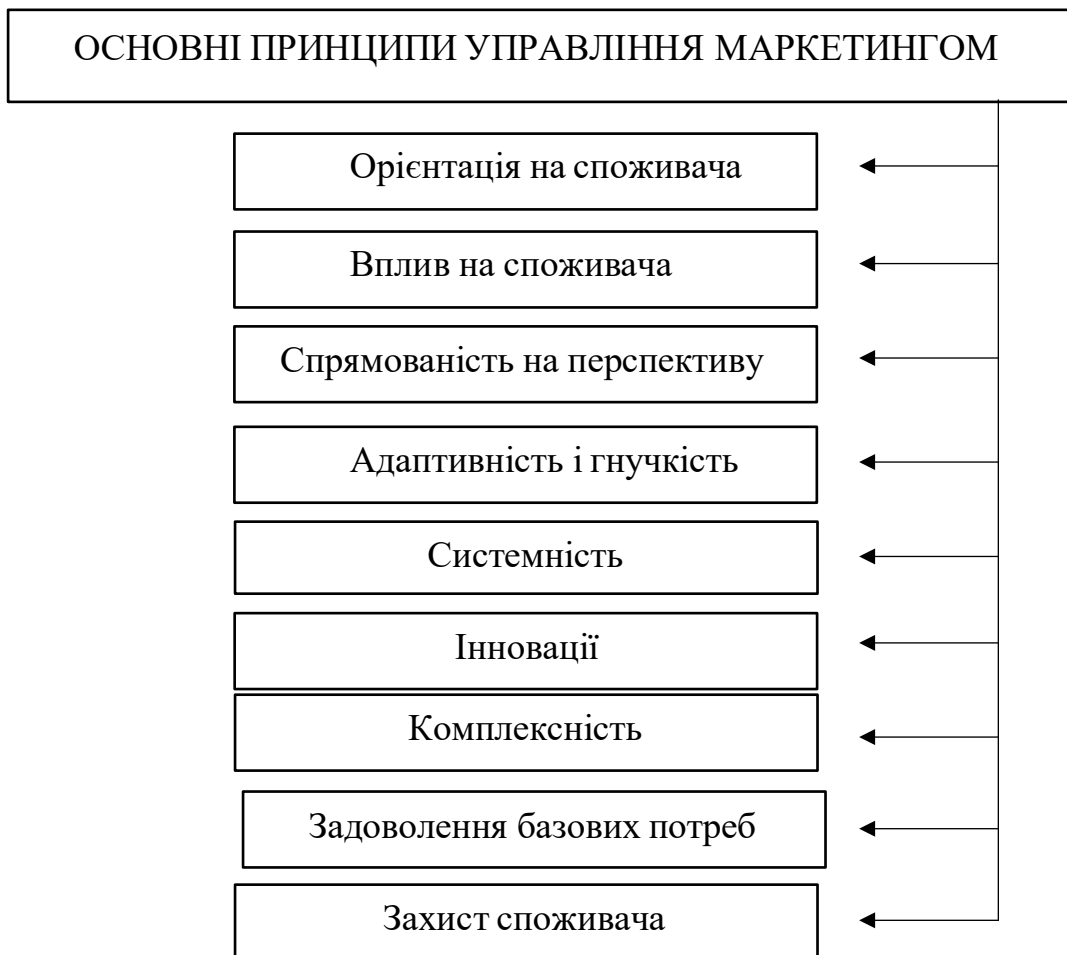 ОСНОВНІ ПРИНЦИПИ УПРАВЛІННЯ МАРКЕТИНГОМ
Орієнтація на споживача
Вплив на споживача
Спрямованість на перспективу
Адаптивність і гнучкість
Системність
Інновації
Комплексність
Задоволення базових потреб
Захист споживача